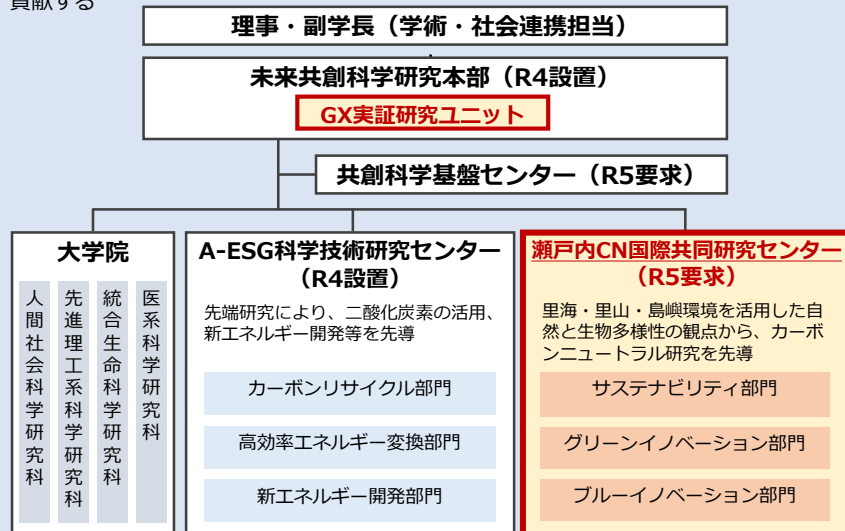 貢献する
理事・副学長（学術・社会連携担当）
未来共創科学研究本部（R4設置）
GX実証研究ユニット
共創科学基盤センター（R5要求）
大学院
人間社会科学研究科
先進理工系科学研究科
統合生命科学研究科
医系科学研究科
A-ESG科学技術研究センター
（R4設置）
先端研究により、二酸化炭素の活用、
新エネルギー開発等を先導
カーボンリサイクル部門
高効率エネルギー変換部門
新エネルギー開発部門
瀬戸内CN国際共同研究センター
（R5要求）
里海・里山・島嶼環境を活用した自
然と生物多様性の観点から、カーボ
ンニュートラル研究を先導
サステナビリティ部門
グリーンイノベーション部門
ブルーイノベーション部門